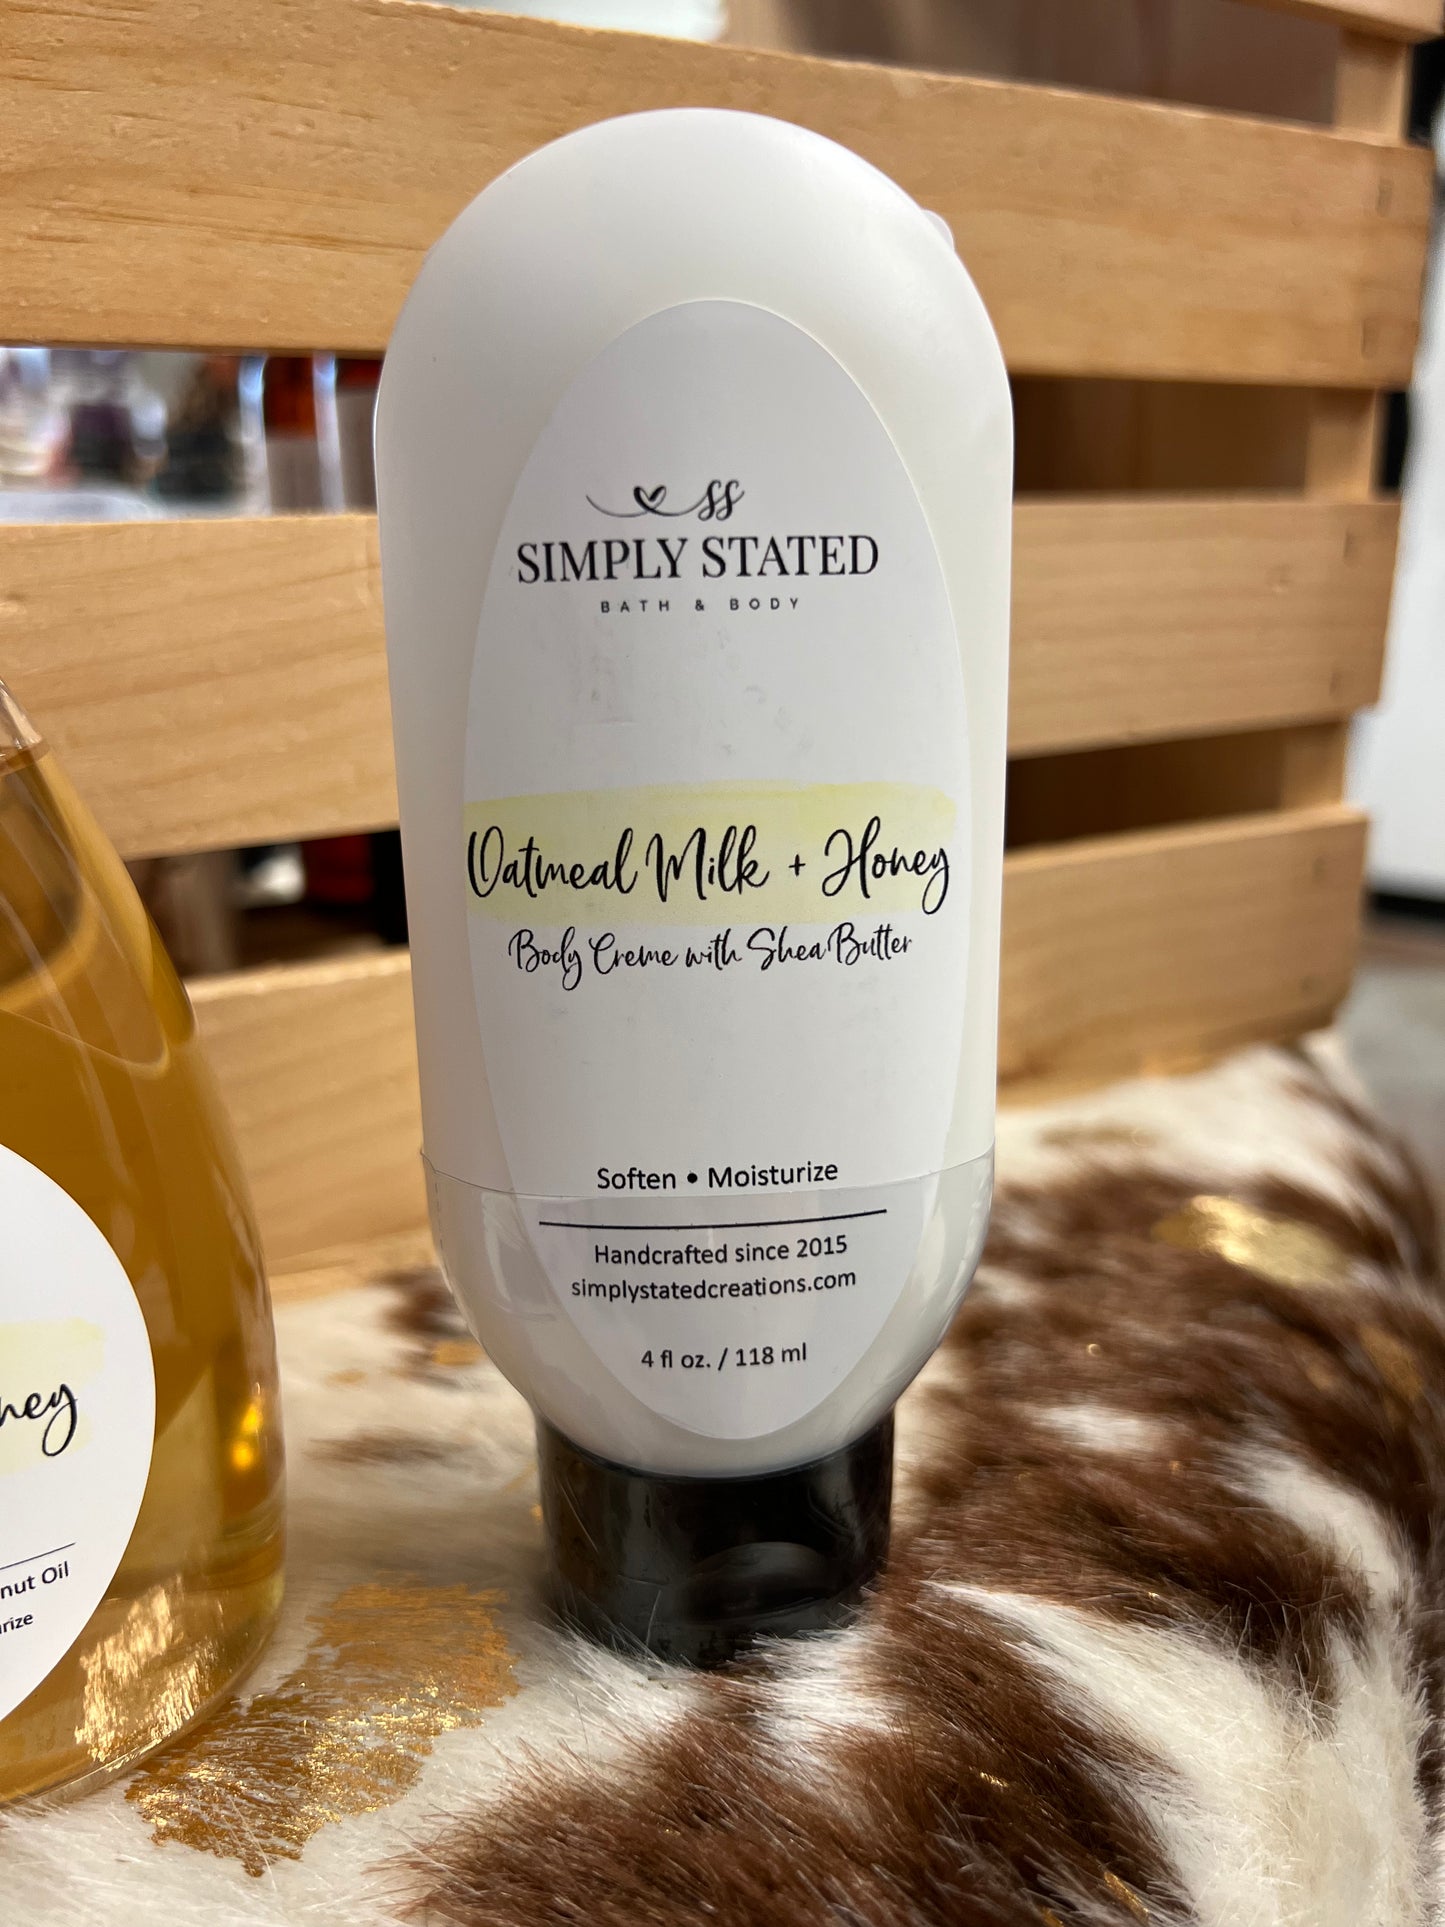 SS
SIMPLY STATED
BATH & BODY
Oatmeal Milk + Honey
Body Creme with Shea Butter
Soften • Moisturize
Handcrafted since 2015
simplystatedcreations.com
4 fl oz. / 118 ml
ney
nut Oil
rize